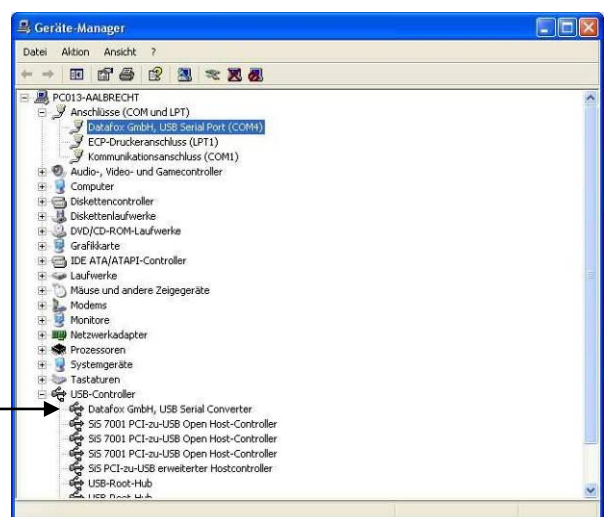 Geräte-Manager
Datei Aktion Ansicht ?
PC013-AALBRECHT
Anschlüsse (COM und LPT)
Datafox GmbH, USB Serial Port (COM4)
ECP-Druckeranschluss (LPT1)
Kommunikationsanschluss (COM1)
Audio-, Video- und Gamecontroller
Computer
Diskettencontroller
Diskettenlaufwerke
DVD/CD-ROM-Laufwerke
Grafikkarte
IDE ATA/ATAPI-Controller
Laufwerke
Mäuse und andere Zeigegeräte
Modems
Monitore
Netzwerkadapter
Prozessoren
Systemgeräte
Tastaturen
USB-Controller
Datafox GmbH, USB Serial Converter
SiS 7001 PCI-zu-USB Open Host-Controller
SiS 7001 PCI-zu-USB Open Host-Controller
SiS 7001 PCI-zu-USB Open Host-Controller
SiS PCI-zu-USB erweiterter Hostcontroller
USB-Root-Hub
USB-Root-Hub